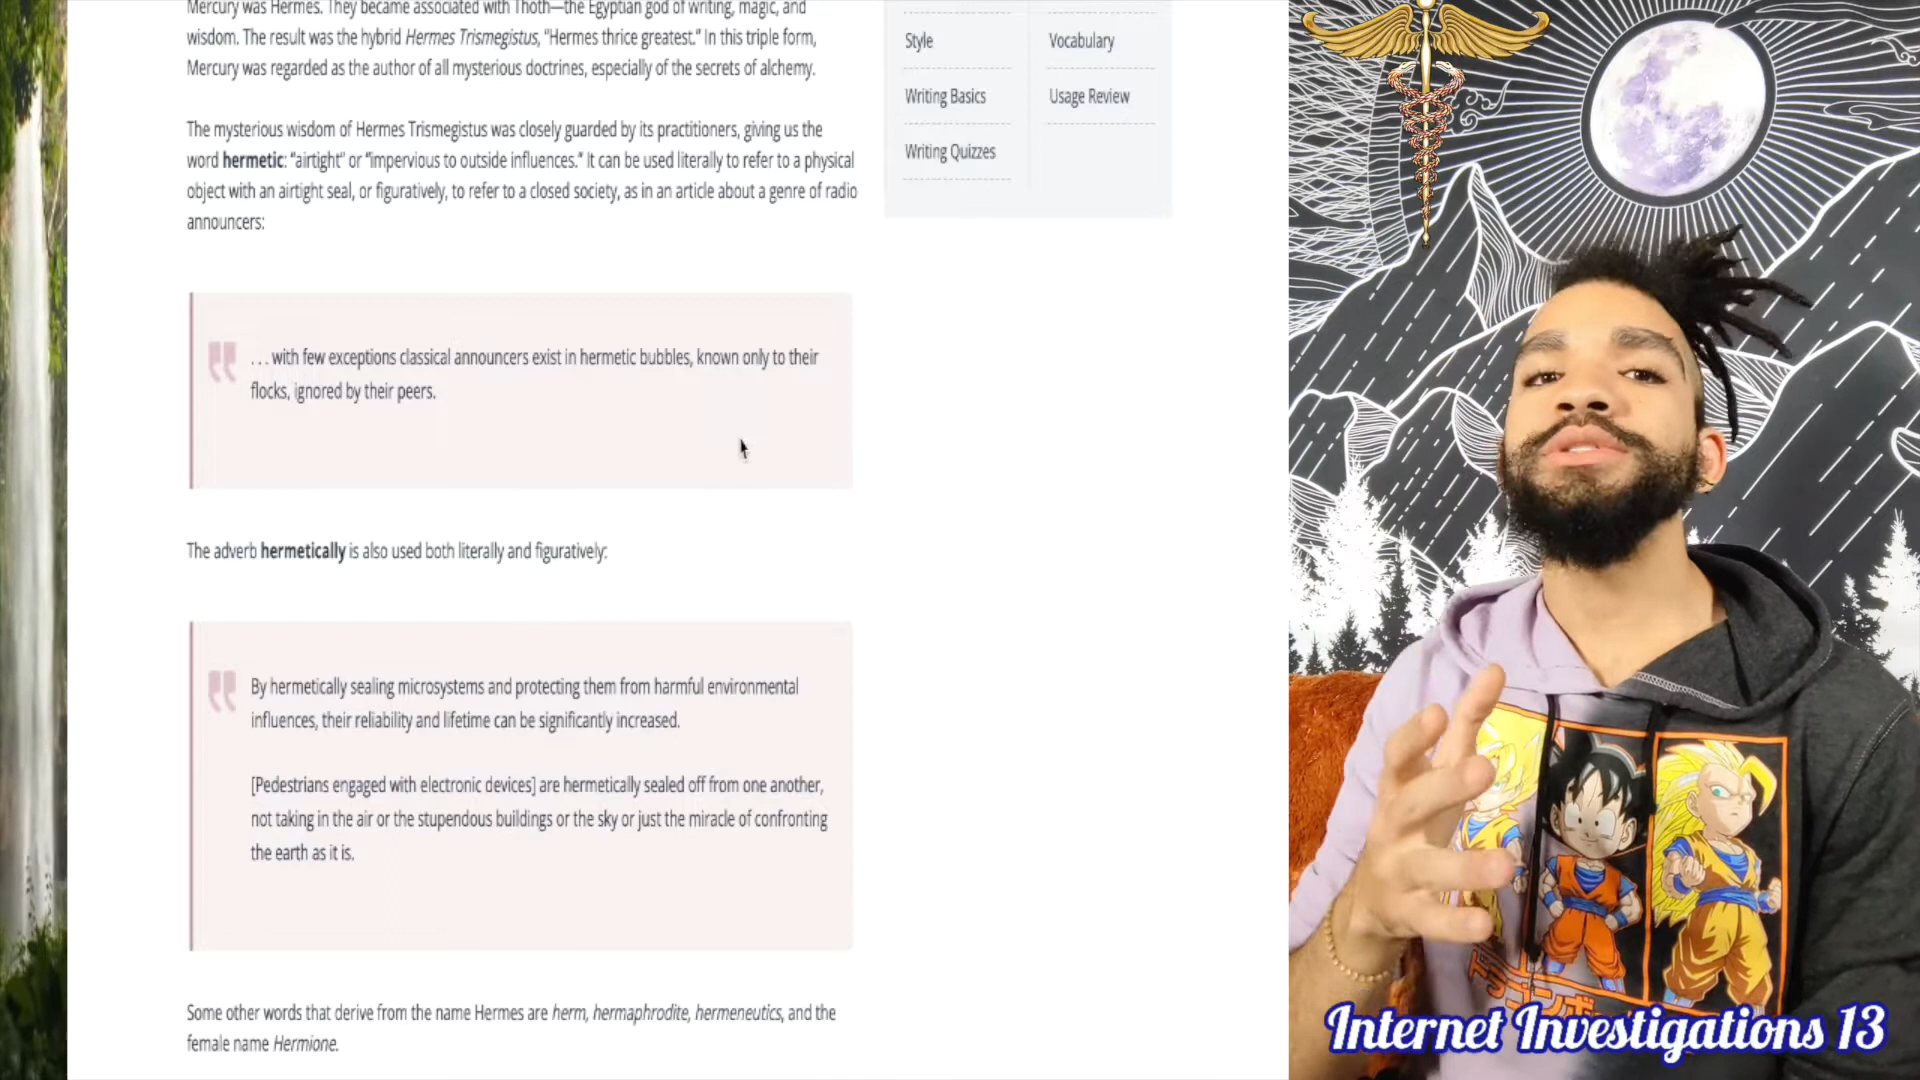 Mercury was Hermes. They became associated with Thoth—the Egyptian god of writing, magic, and
wisdom. The result was the hybrid Hermes Trismegistus, “Hermes thrice greatest.” In this triple form,
Mercury was regarded as the author of all mysterious doctrines, especially of the secrets of alchemy.
The mysterious wisdom of Hermes Trismegistus was closely guarded by its practitioners, giving us the
word hermetic: “airtight” or “impervious to outside influences.” It can be used literally to refer to a physical
object with an airtight seal, or figuratively, to refer to a closed society, as in an article about a genre of radio
announcers:
. . . with few exceptions classical announcers exist in hermetic bubbles, known only to their
flocks, ignored by their peers.
The adverb hermetically is also used both literally and figuratively:
By hermetically sealing microsystems and protecting them from harmful environmental
influences, their reliability and lifetime can be significantly increased.
[Pedestrians engaged with electronic devices] are hermetically sealed off from one another,
not taking in the air or the stupendous buildings or the sky or just the miracle of confronting
the earth as it is.
Some other words that derive from the name Hermes are herm, hermaphrodite, hermeneutics, and the
female name Hermione.
Style
Vocabulary
Writing Basics
Usage Review
Writing Quizzes
Internet Investigations 13